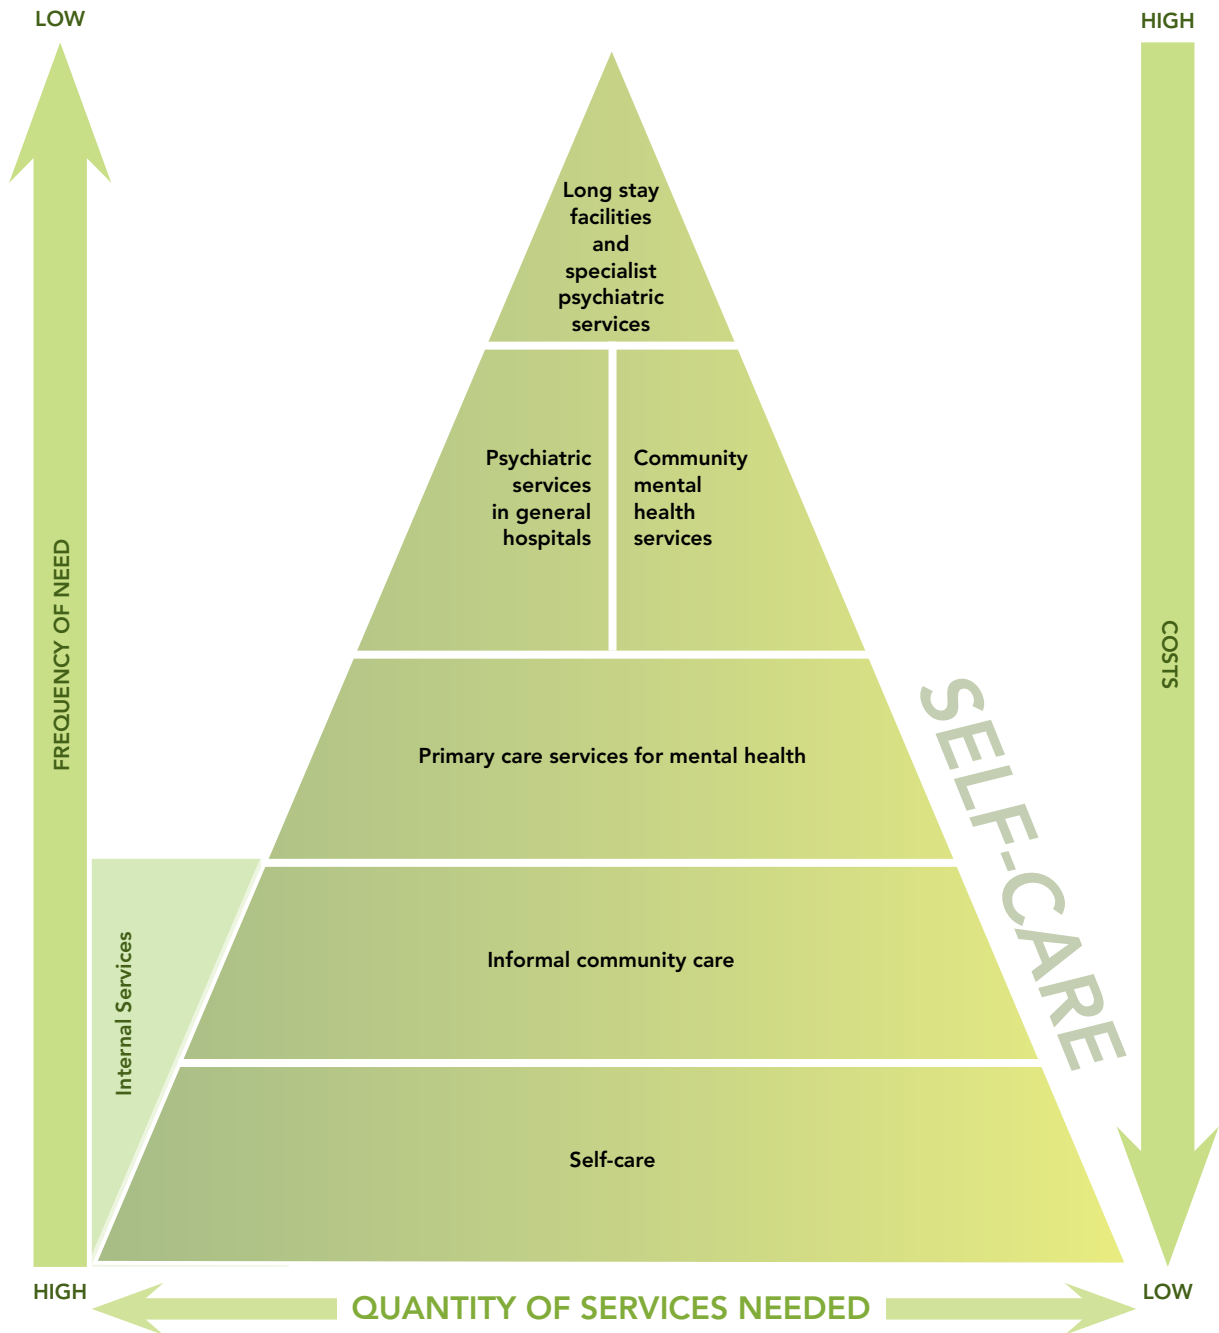 LOW
HIGH
Long stay
facilities
and
specialist
psychiatric
services
Psychiatric
services
in general
hospitals
Community
mental
health
services
FREQUENCY OF NEED
COSTS
SELF-CARE
Primary care services for mental health
Internal Services
Informal community care
Self-care
HIGH
LOW
QUANTITY OF SERVICES NEEDED